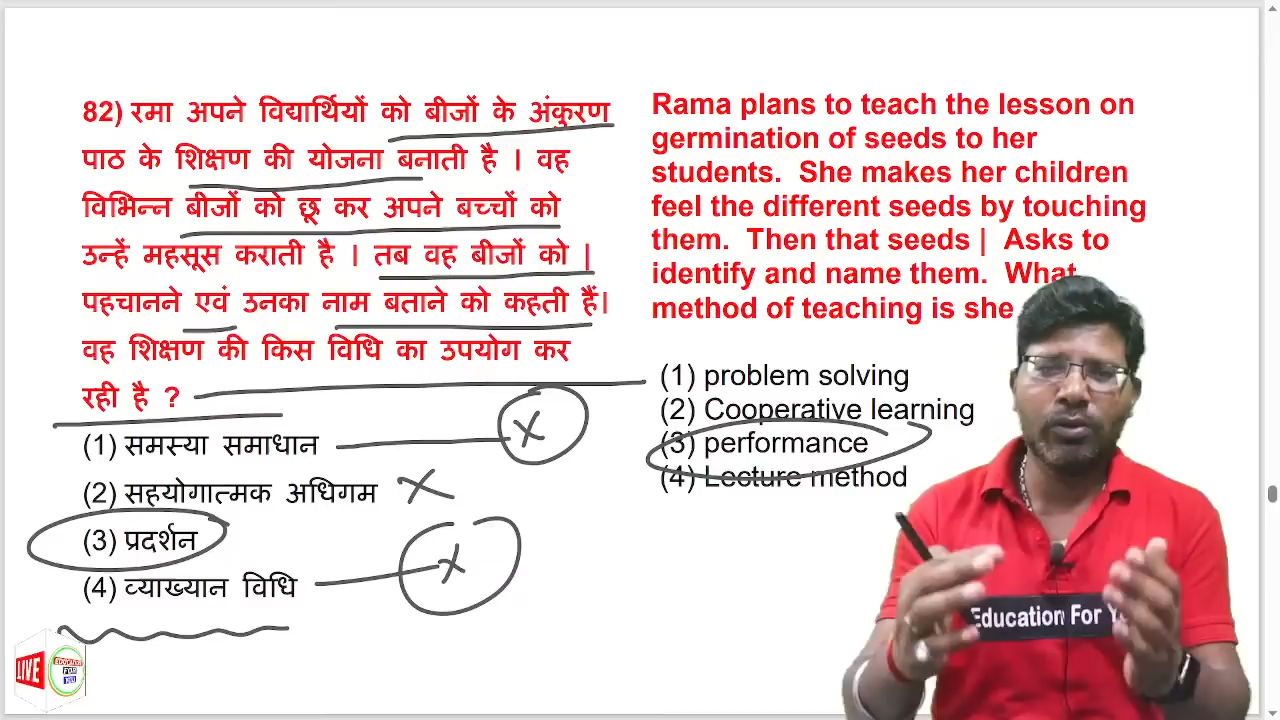 82) रमा अपने विद्यार्थियों को बीजों के अंकुरण
पाठ के शिक्षण की योजना बनाती है । वह
विभिन्न बीजों को छू कर अपने बच्चों को
उन्हें महसूस कराती है । तब वह बीजों को |
पहचानने एवं उनका नाम बताने को कहती हैं।
वह शिक्षण की किस विधि का उपयोग कर
रही है ?
(1) समस्या समाधान
(2) सहयोगात्मक अधिगम
(3) प्रदर्शन
(4) व्याख्यान विधि
Rama plans to teach the lesson on
germination of seeds to her
students. She makes her children
feel the different seeds by touching
them. Then that seeds | Asks to
identify and name them. What
method of teaching is she
(1) problem solving
(2) Cooperative learning
(3) performance
(4) Lecture method
Education For
LIVE
EDUCATION
FOR
YOU